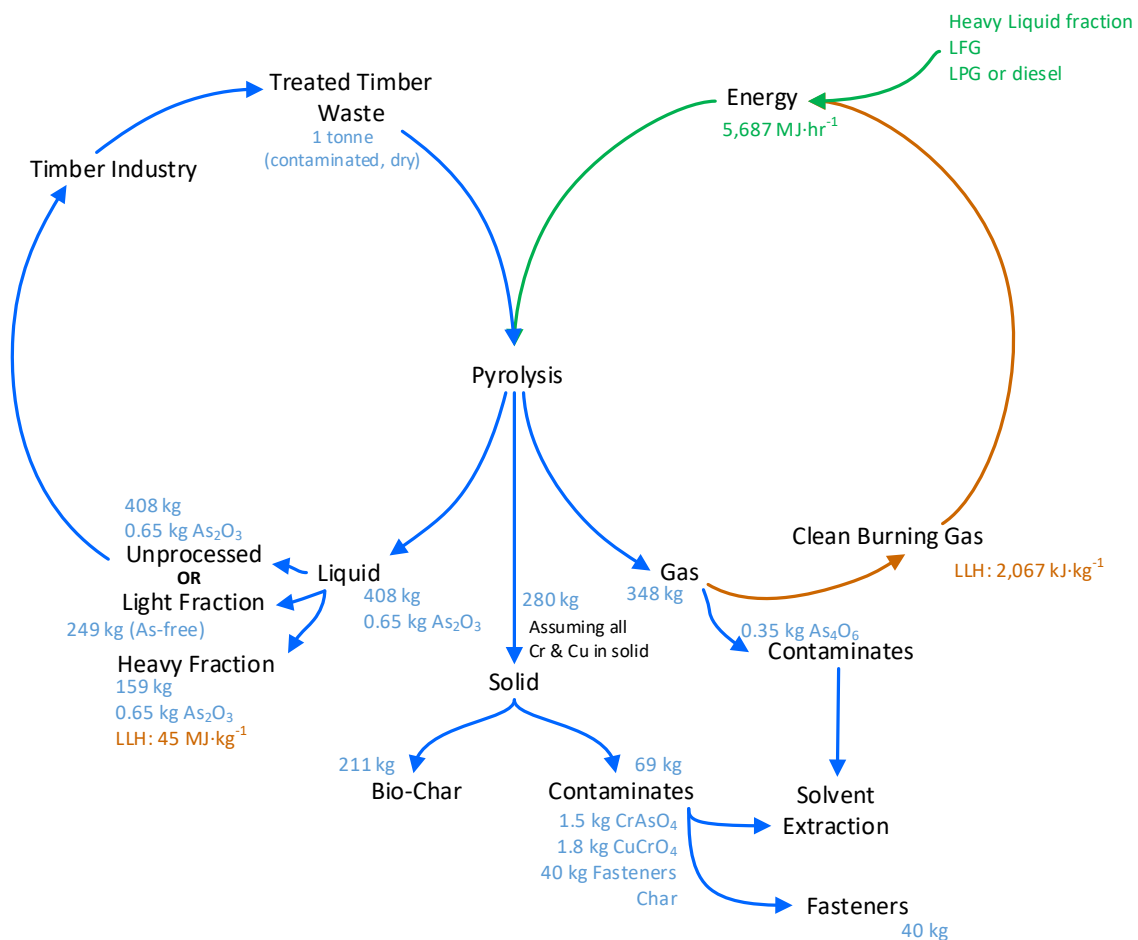 Heavy Liquid fraction
LFG
LPG or diesel
Treated Timber
Waste
1 tonne
(contaminated, dry)
Energy
5,687 MJ·hr⁻¹
Timber Industry
Pyrolysis
408 kg
0.65 kg As₂O₃
Unprocessed
OR
Light Fraction
249 kg (As-free)
Heavy Fraction
159 kg
0.65 kg As₂O₃
LLH: 45 MJ·kg⁻¹
Liquid
408 kg
0.65 kg As₂O₃
280 kg
Assuming all
Cr & Cu in solid
Solid
Gas
348 kg
Clean Burning Gas
LLH: 2,067 kJ·kg⁻¹
0.35 kg As₄O₆
Contaminates
211 kg
Bio-Char
69 kg
Contaminates
1.5 kg CrAsO₄
1.8 kg CuCrO₄
40 kg Fasteners
Char
Solvent
Extraction
Fasteners
40 kg